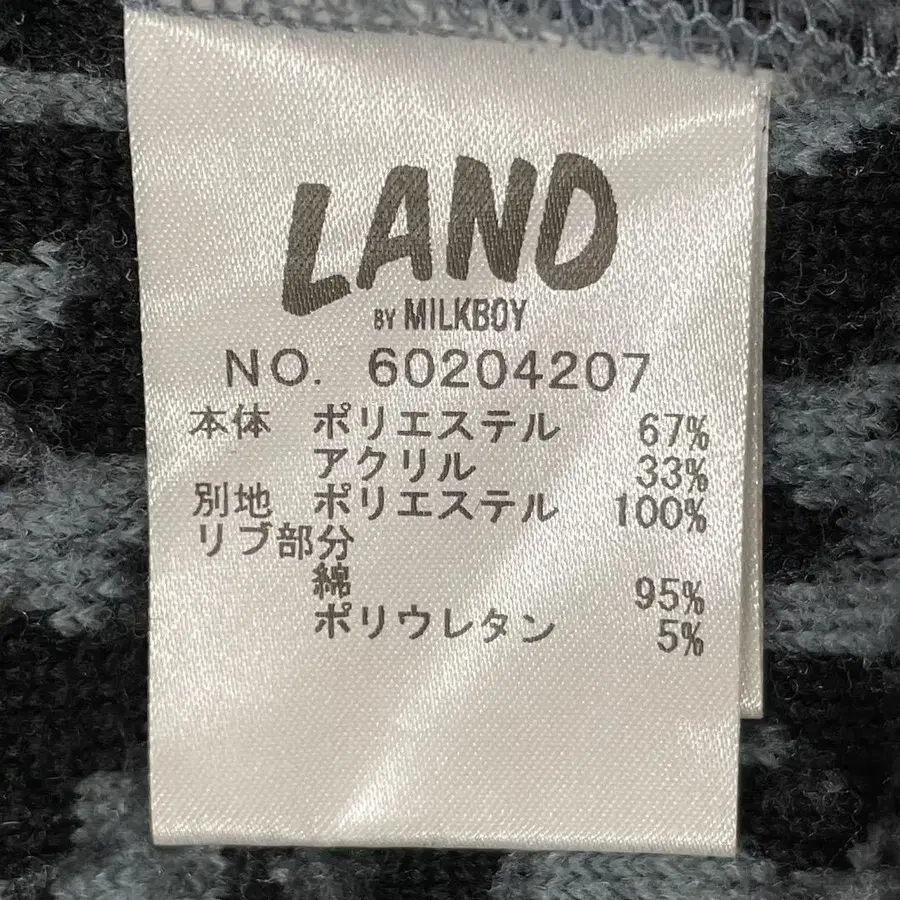 LAND
BY MILKBOY
NO. 60204207
本体 ポリエステル 67%
アクリル 33%
別地 ポリエステル 100%
リブ部分
綿 95%
ポリウレタン 5%